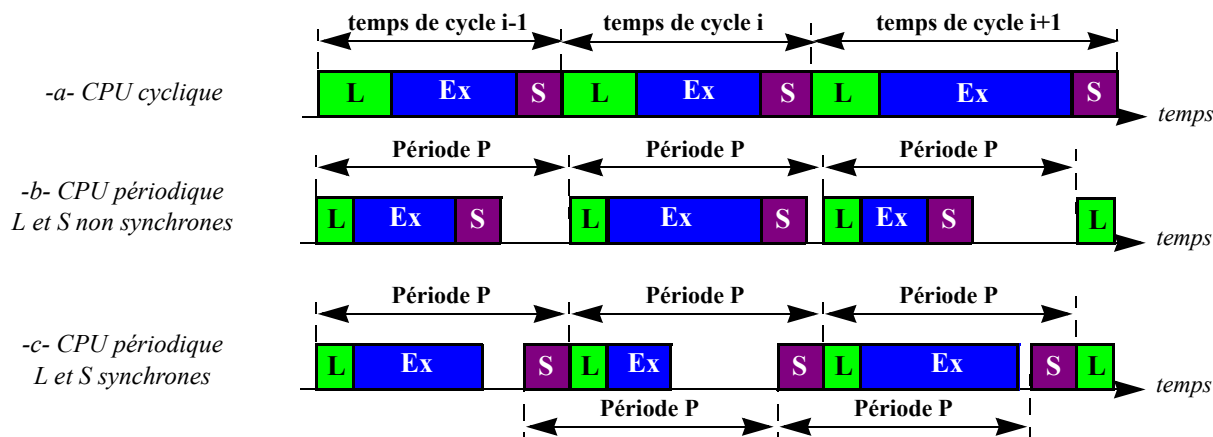 temps de cycle i-1 temps de cycle i temps de cycle i+1
-a- CPU cyclique
L Ex S L Ex S L Ex S
temps
Période P Période P Période P
-b- CPU périodique
L et S non synchrones
L Ex S L Ex S L Ex S L
temps
Période P Période P Période P
-c- CPU périodique
L et S synchrones
L Ex S L Ex S L Ex S L
temps
Période P Période P